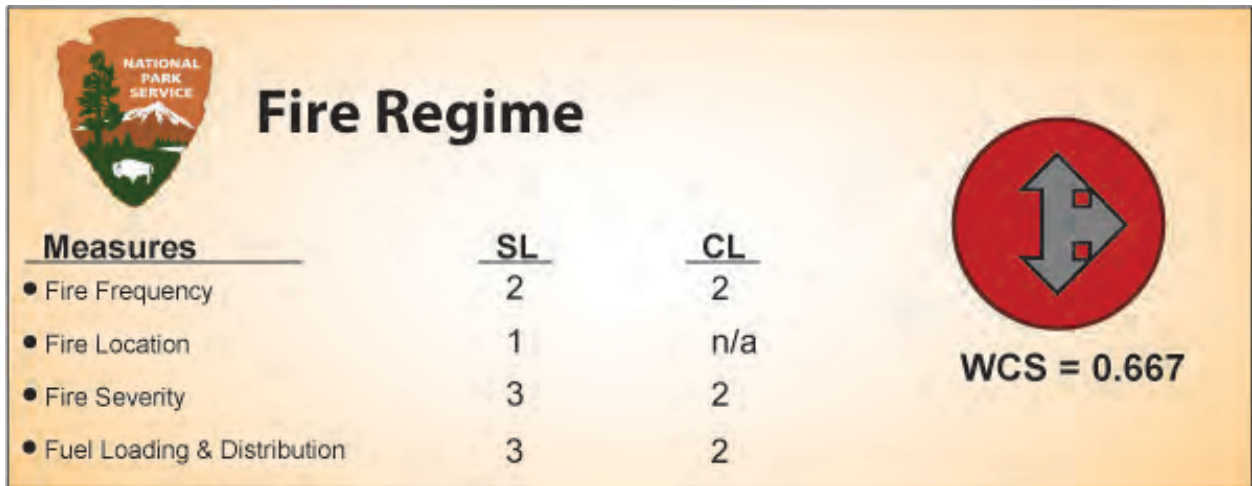 NATIONAL
PARK
SERVICE
Fire Regime
Measures SL CL
• Fire Frequency 2 2
• Fire Location 1 n/a
• Fire Severity 3 2
• Fuel Loading & Distribution 3 2
WCS = 0.667